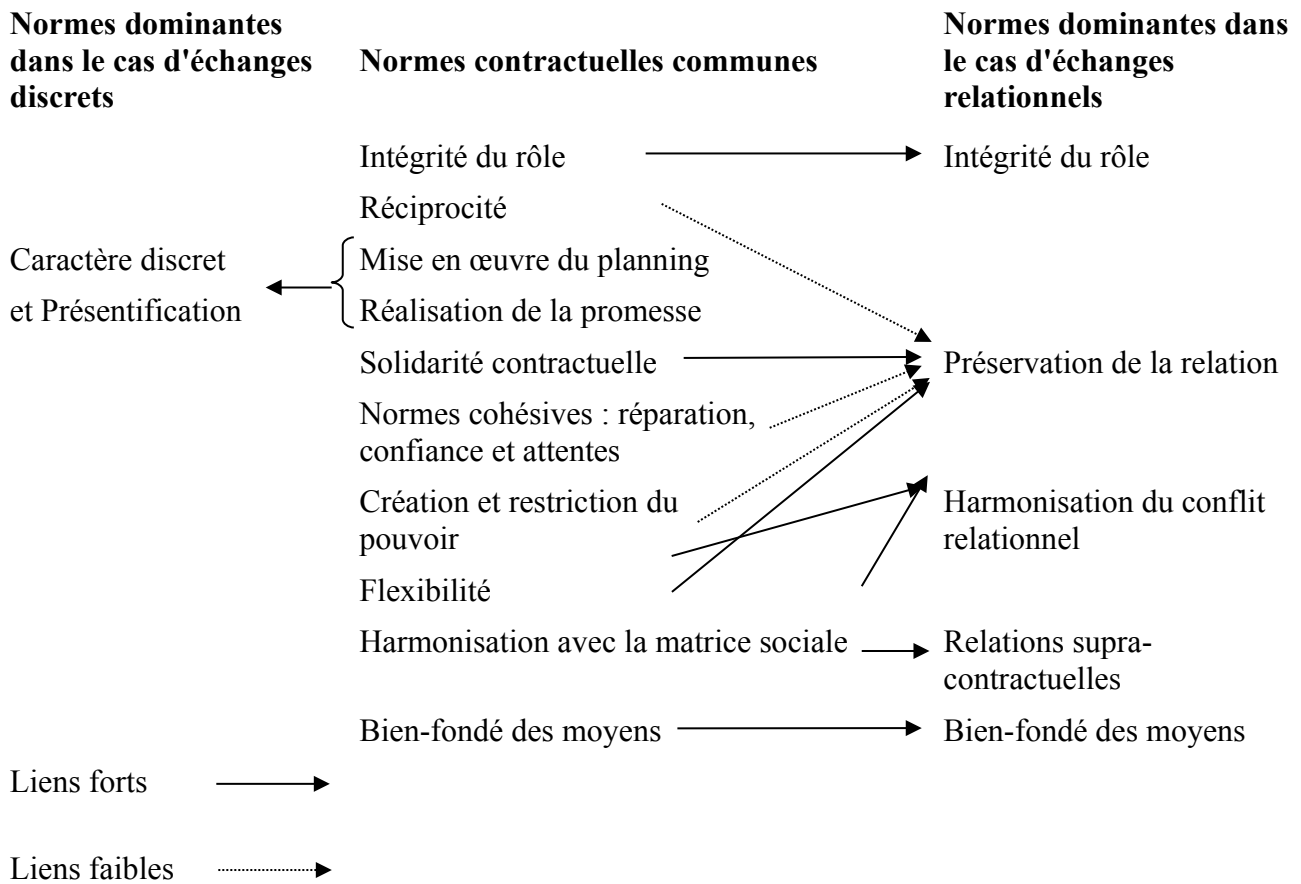 Normes dominantes
dans le cas d'échanges
discrets
Normes contractuelles communes
Normes dominantes dans
le cas d'échanges
relationnels
Intégrité du rôle
Intégrité du rôle
Réciprocité
Caractère discret
et Présentification
Mise en œuvre du planning
Réalisation de la promesse
Solidarité contractuelle
Préservation de la relation
Normes cohésives : réparation,
confiance et attentes
Création et restriction du
pouvoir
Harmonisation du conflit
relationnel
Flexibilité
Harmonisation avec la matrice sociale
Relations supra-
contractuelles
Bien-fondé des moyens
Bien-fondé des moyens
Liens forts
Liens faibles